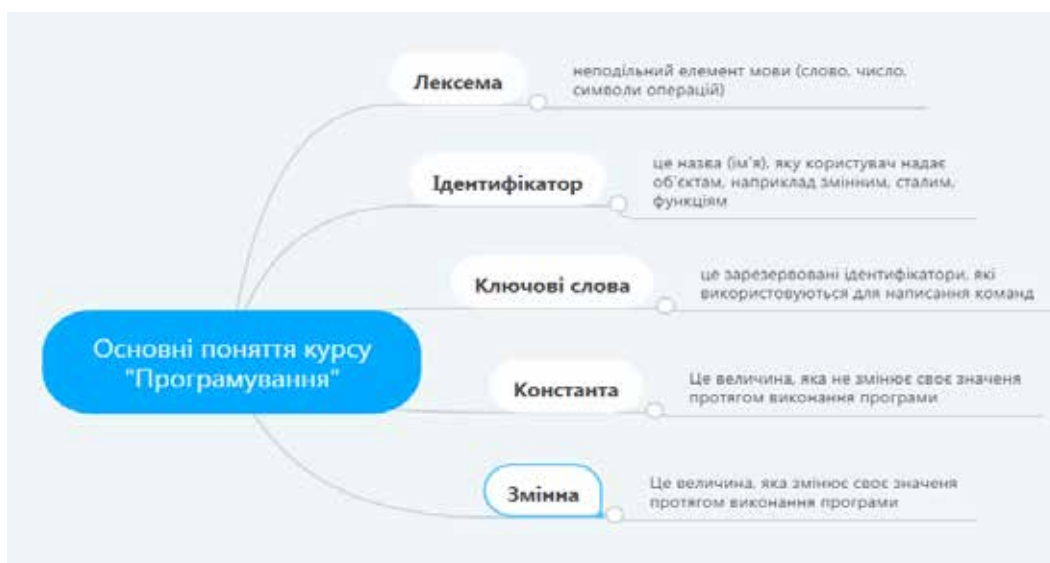 Лексема
неподільний елемент мови (слово, число,
символи операцій)
Ідентифікатор
це назва (ім'я), яку користувач надає
об'єктам, наприклад змінним, сталим,
функціям
Ключові слова
це зарезервовані ідентифікатори, які
використовуються для написання команд
Основні поняття курсу
"Програмування"
Константа
Це величина, яка не змінює своє значеня
протягом виконання програми
Змінна
Це величина, яка змінює своє значеня
протягом виконання програми